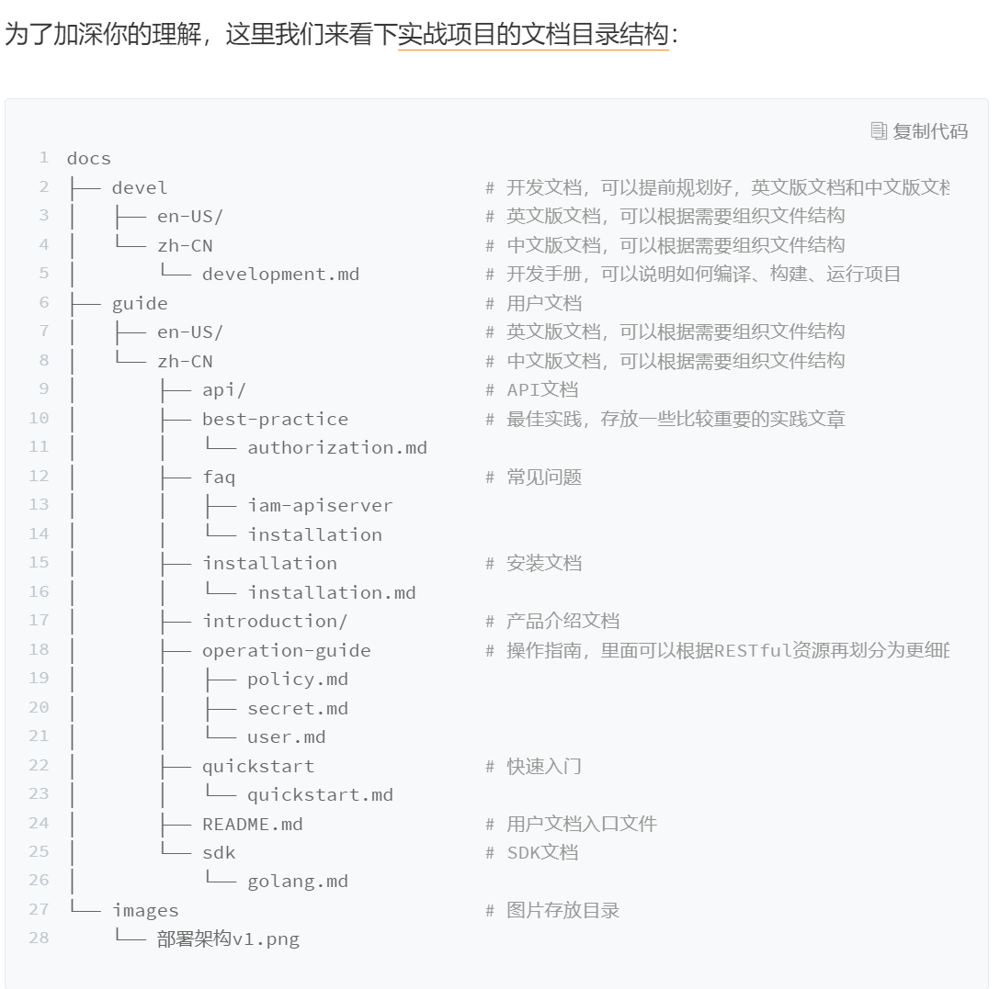 为了加深你的理解，这里我们来看下实战项目的文档目录结构：
复制代码
1 docs
2 ├── devel # 开发文档，可以提前规划好，英文版文档和中文版文
3 │   ├── en-US/ # 英文版文档，可以根据需要组织文件结构
4 │   └── zh-CN # 中文版文档，可以根据需要组织文件结构
5 │       └── development.md # 开发手册，可以说明如何编译、构建、运行项目
6 ├── guide # 用户文档
7 │   ├── en-US/ # 英文版文档，可以根据需要组织文件结构
8 │   └── zh-CN # 中文版文档，可以根据需要组织文件结构
9 │       ├── api/ # API文档
10 │       ├── best-practice # 最佳实践，存放一些比较重要的实践文章
11 │       │   └── authorization.md
12 │       ├── faq # 常见问题
13 │       │   ├── iam-apiserver
14 │       │   └── installation
15 │       ├── installation # 安装文档
16 │       │   └── installation.md
17 │       ├── introduction/ # 产品介绍文档
18 │       ├── operation-guide # 操作指南，里面可以根据RESTful资源再划分为更细
19 │       │   ├── policy.md
20 │       │   ├── secret.md
21 │       │   └── user.md
22 │       ├── quickstart # 快速入门
23 │       │   └── quickstart.md
24 │       ├── README.md # 用户文档入口文件
25 │       └── sdk # SDK文档
26 │           └── golang.md
27 └── images # 图片存放目录
28     └── 部署架构v1.png